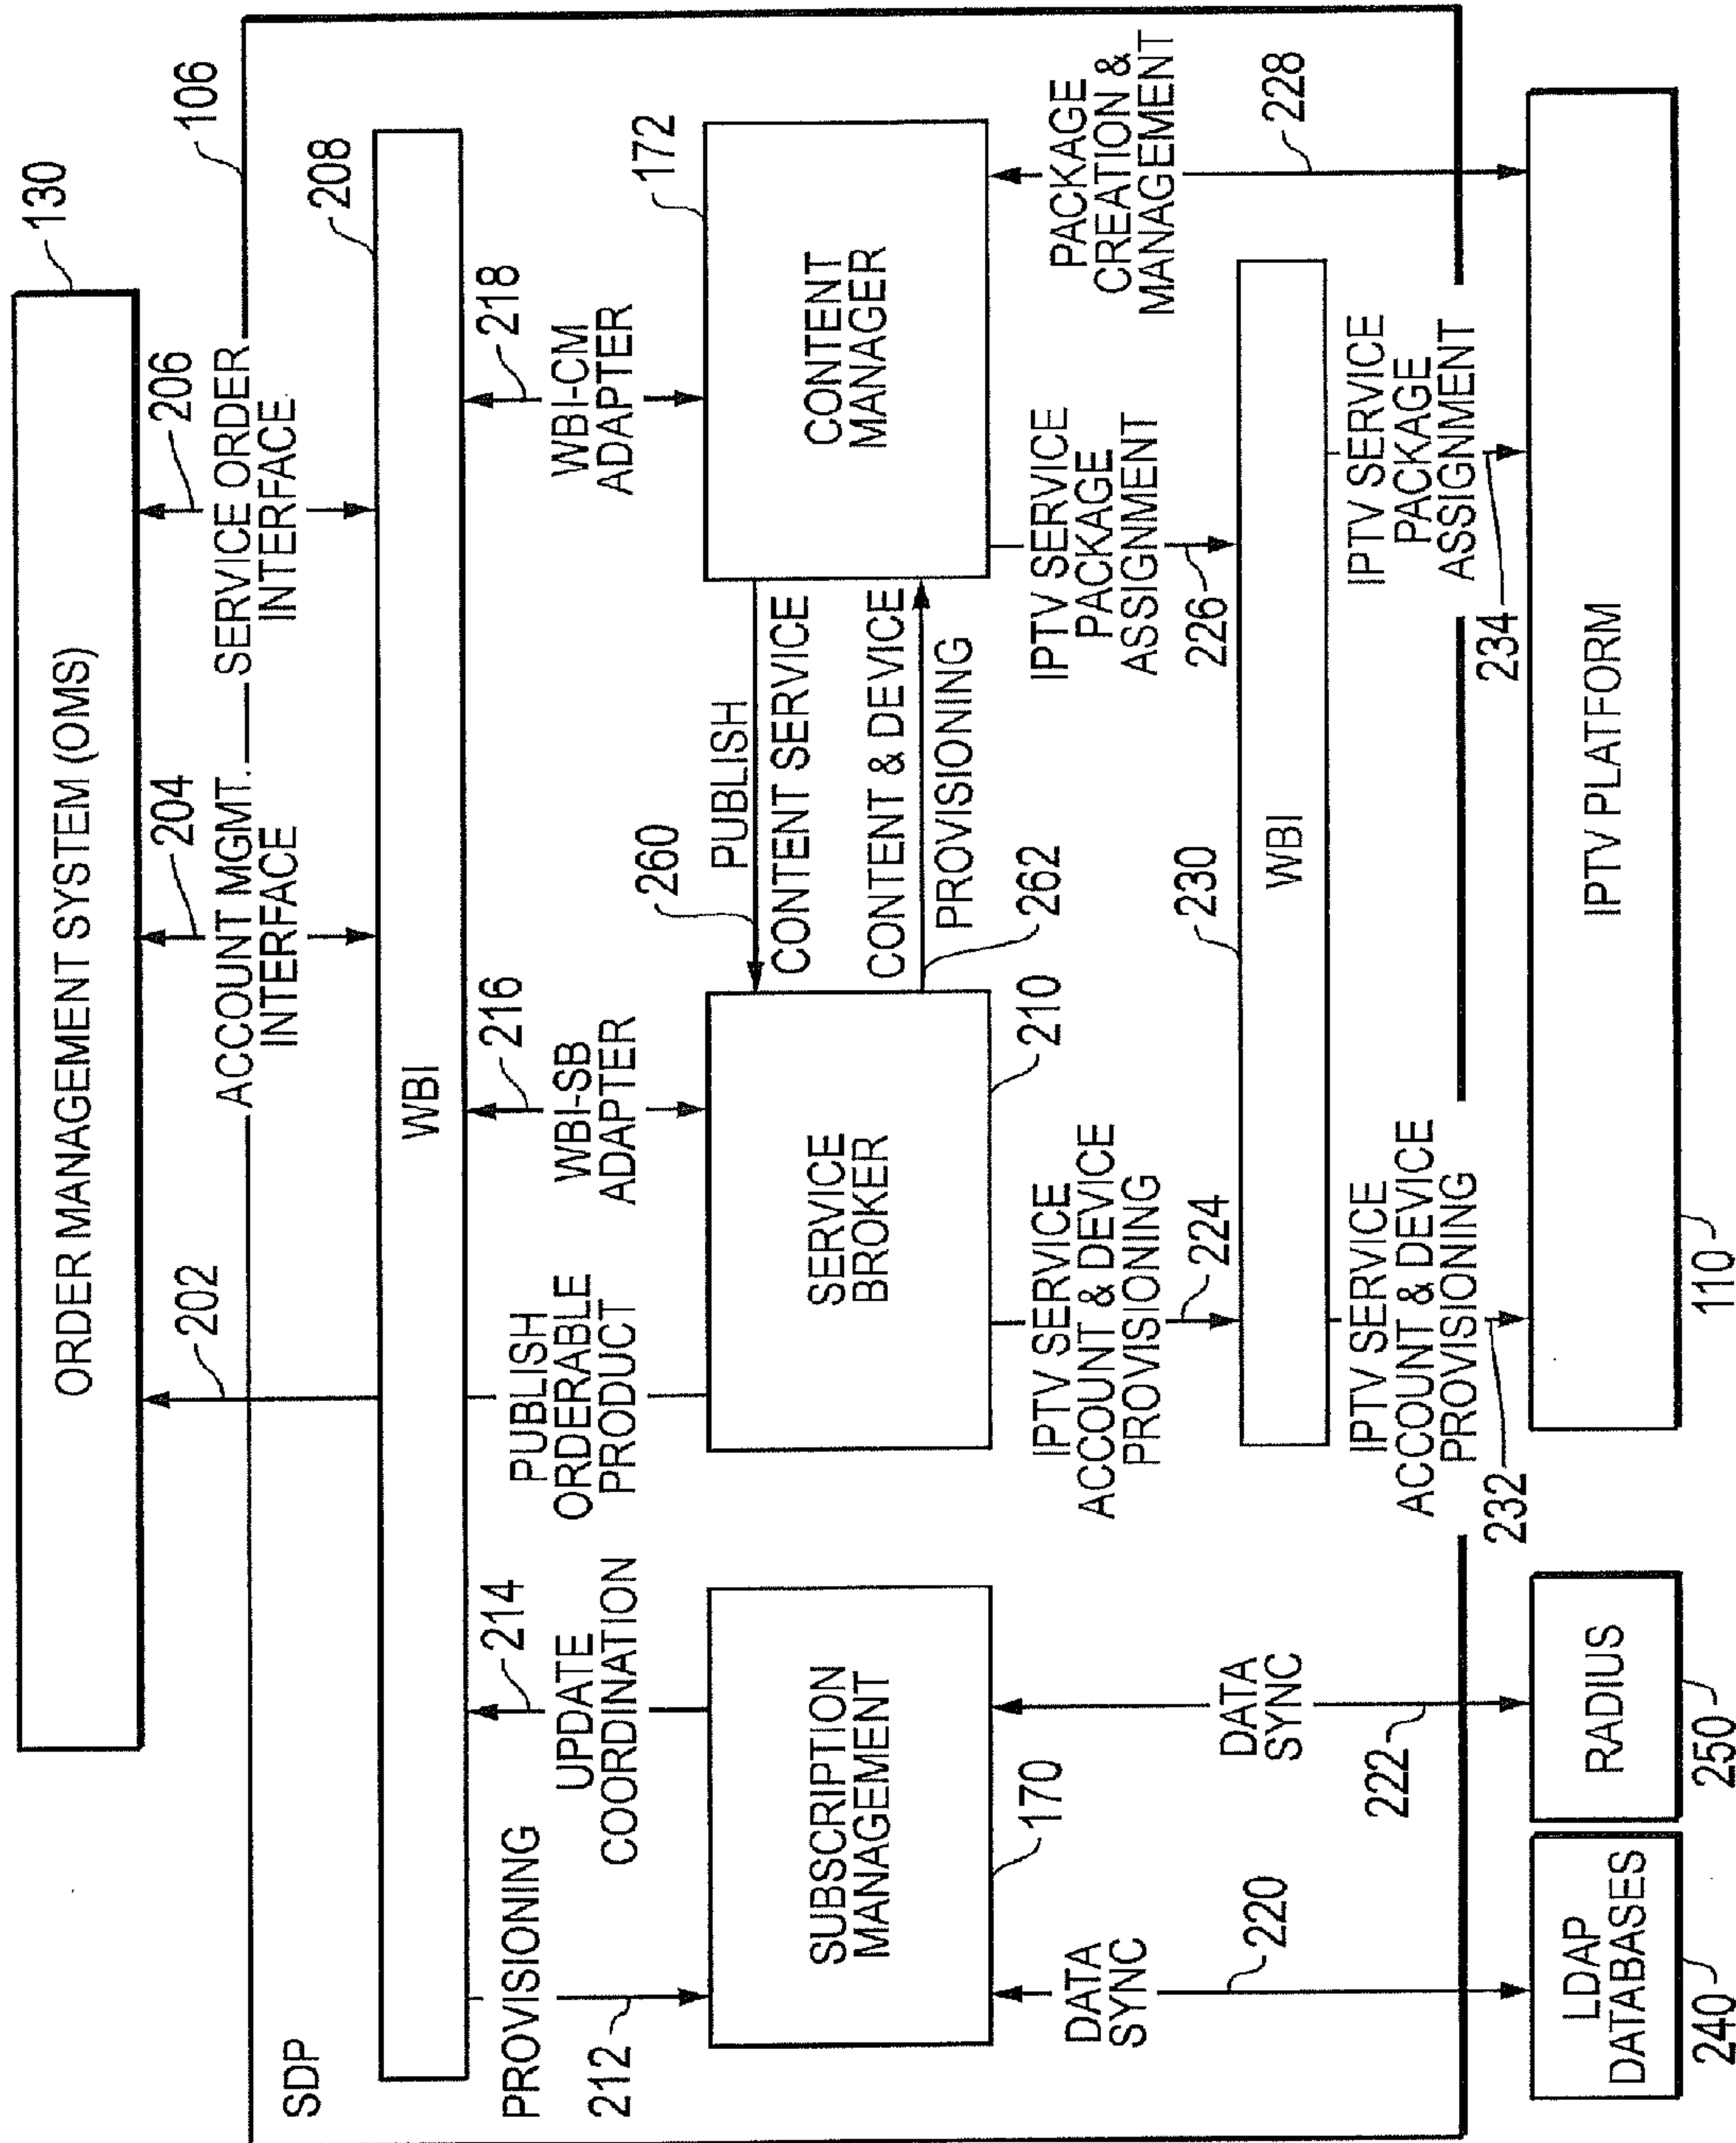 ORDER MANAGEMENT SYSTEM (OMS)
130
202
204
206
106
SDP
ACCOUNT MGMT.
INTERFACE
SERVICE ORDER
INTERFACE
208
WBI
PROVISIONING
212
214
UPDATE
COORDINATION
PUBLISH
ORDERABLE
PRODUCT
216
WBI-SB
ADAPTER
218
WBI-CM
ADAPTER
172
SUBSCRIPTION
MANAGEMENT
170
SERVICE
BROKER
210
260
PUBLISH
CONTENT SERVICE
CONTENT & DEVICE
PROVISIONING
262
CONTENT
MANAGER
DATA
SYNC
220
DATA
SYNC
222
IPTV SERVICE
ACCOUNT & DEVICE
PROVISIONING
224
230
IPTV SERVICE
PACKAGE
ASSIGNMENT
226
PACKAGE
CREATION &
MANAGEMENT
228
WBI
IPTV SERVICE
ACCOUNT & DEVICE
PROVISIONING
232
IPTV SERVICE
PACKAGE
ASSIGNMENT
234
LDAP
DATABASES
240
RADIUS
250
IPTV PLATFORM
110